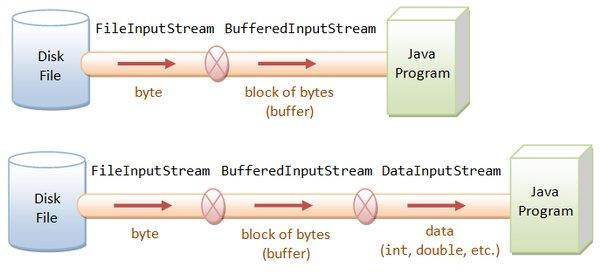 FileInputStream BufferedInputStream
Disk
File
Java
Program
byte
block of bytes
(buffer)
FileInputStream BufferedInputStream DataInputStream
Disk
File
Java
Program
byte
block of bytes
(buffer)
data
(int, double, etc.)